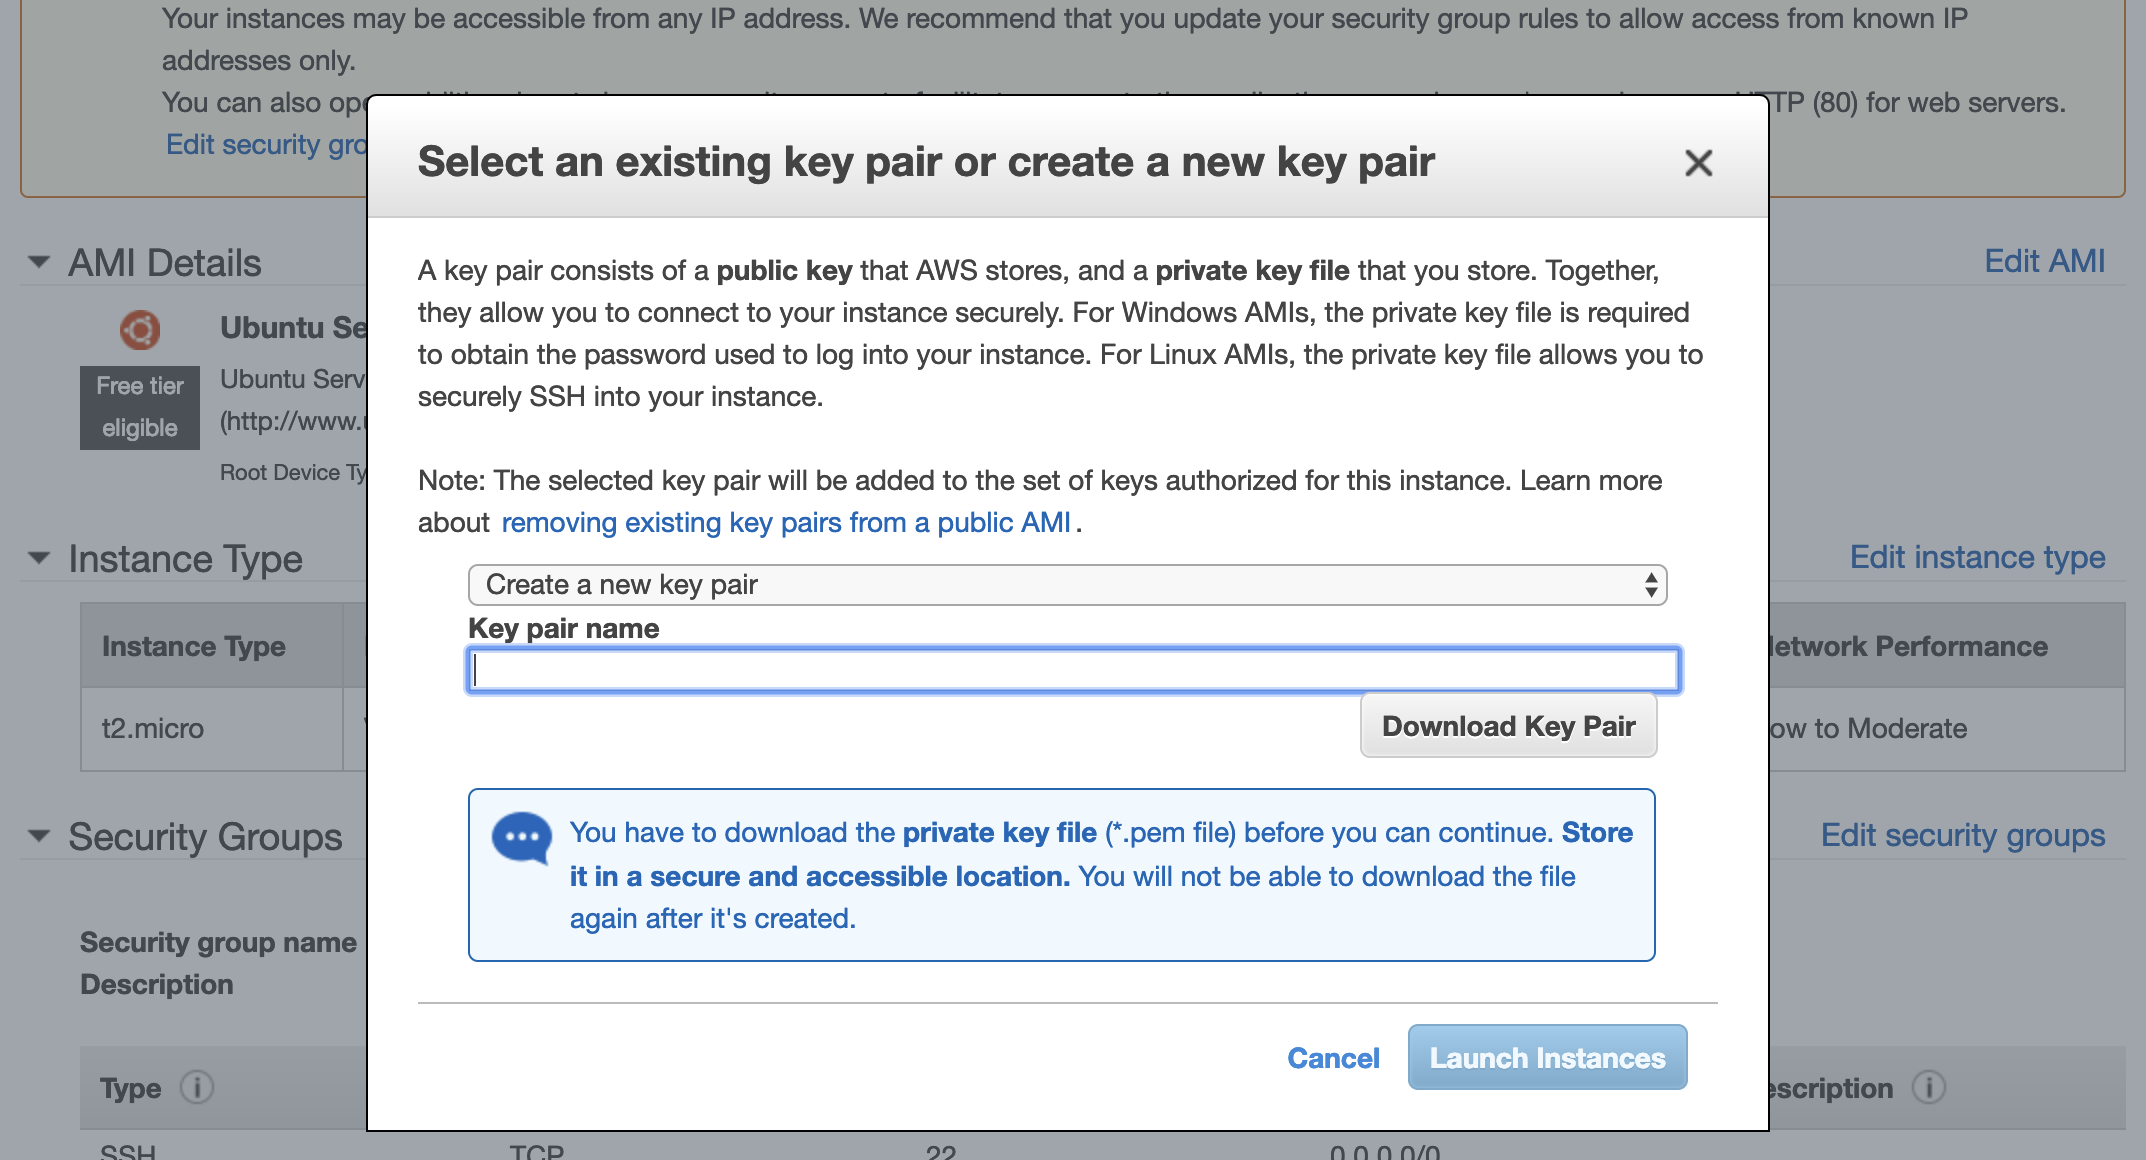 Your instances may be accessible from any IP address. We recommend that you update your security group rules to allow access from known IP
addresses only.
You can also TTP (80) for web servers.
Edit security
Select an existing key pair or create a new key pair
AMI Details
Edit AMI
A key pair consists of a public key that AWS stores, and a private key file that you store. Together,
they allow you to connect to your instance securely. For Windows AMIs, the private key file is required
to obtain the password used to log into your instance. For Linux AMIs, the private key file allows you to
securely SSH into your instance.
Ubuntu
Free tier
eligible
Ubuntu
(http://www.
Root Device
Note: The selected key pair will be added to the set of keys authorized for this instance. Learn more
about removing existing key pairs from a public AMI.
Instance Type
Edit instance type
Create a new key pair
Key pair name
Instance Type
etwork Performance
t2.micro
ow to Moderate
Download Key Pair
You have to download the private key file (*.pem file) before you can continue. Store
it in a secure and accessible location. You will not be able to download the file
again after it's created.
Security Groups
Edit security groups
Security group name
Description
Cancel
Launch Instances
Type
escription
SSH TCP 22 0.0.0.0/0